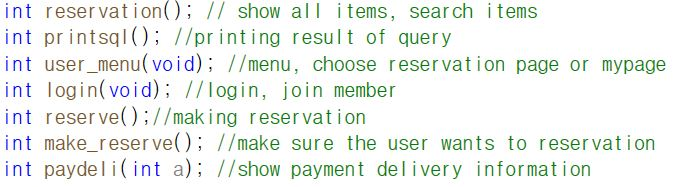 int reservation(); // show all items, search items
int printsql(); //printing result of query
int user_menu(void); //menu, choose reservation page or mypage
int login(void); //login, join member
int reserve();//making reservation
int make_reserve(); //make sure the user wants to reservation
int paydeli(int a); //show payment delivery information